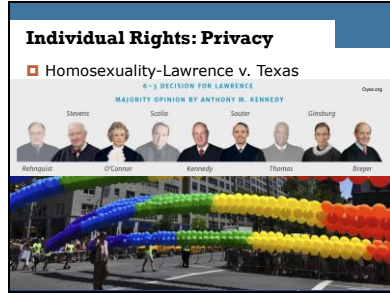 Individual Rights: Privacy
Homosexuality-Lawrence v. Texas
6–3 DECISION FOR LAWRENCE
Oyez.org
MAJORITY OPINION BY ANTHONY M. KENNEDY
Stevens Scalia Souter Ginsburg
Rehnquist O'Connor Kennedy Thomas Breyer